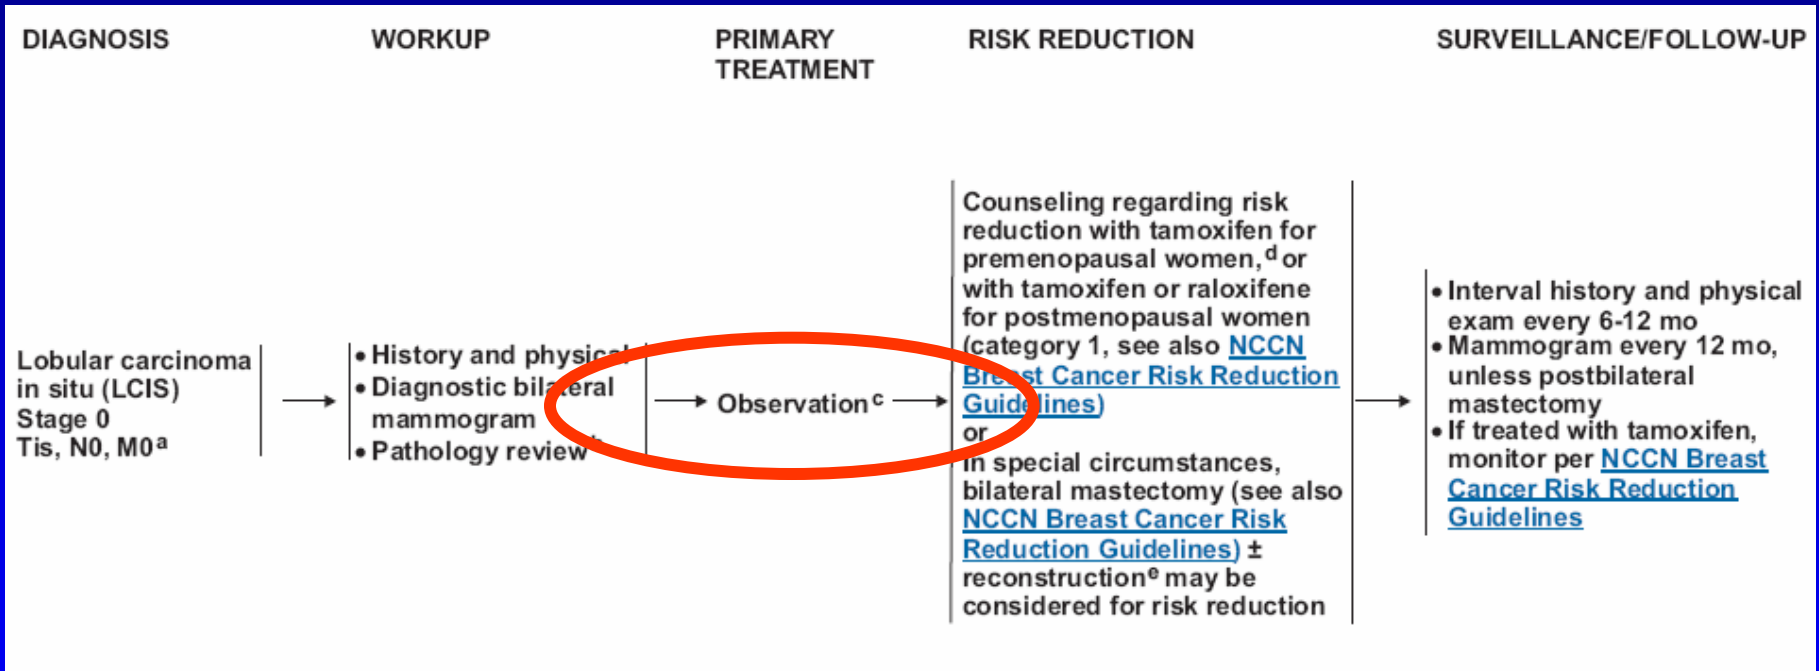 DIAGNOSIS
WORKUP
PRIMARY
TREATMENT
RISK REDUCTION
SURVEILLANCE/FOLLOW-UP
Lobular carcinoma
in situ (LCIS)
Stage 0
Tis, N0, M0a
• History and physical
• Diagnostic bilateral
mammogram
• Pathology reviewb
Observationc
Counseling regarding risk
reduction with tamoxifen for
premenopausal women,d or
with tamoxifen or raloxifene
for postmenopausal women
(category 1, see also NCCN
Breast Cancer Risk Reduction
Guidelines)
or
In special circumstances,
bilateral mastectomy (see also
NCCN Breast Cancer Risk
Reduction Guidelines) ±
reconstructione may be
considered for risk reduction
• Interval history and physical
exam every 6-12 mo
• Mammogram every 12 mo,
unless postbilateral
mastectomy
• If treated with tamoxifen,
monitor per NCCN Breast
Cancer Risk Reduction
Guidelines